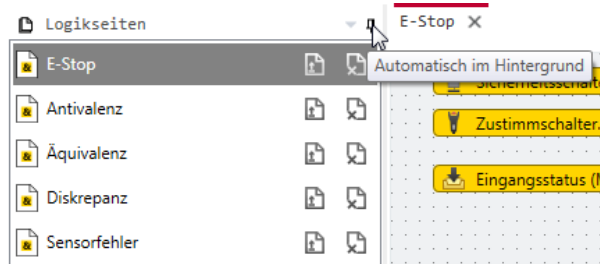 Logikseiten
E-Stop
E-Stop
Automatisch im Hintergrund
Antivalenz
Zustimmschalter.
Äquivalenz
Eingangsstatus (
Diskrepanz
Sensorfehler